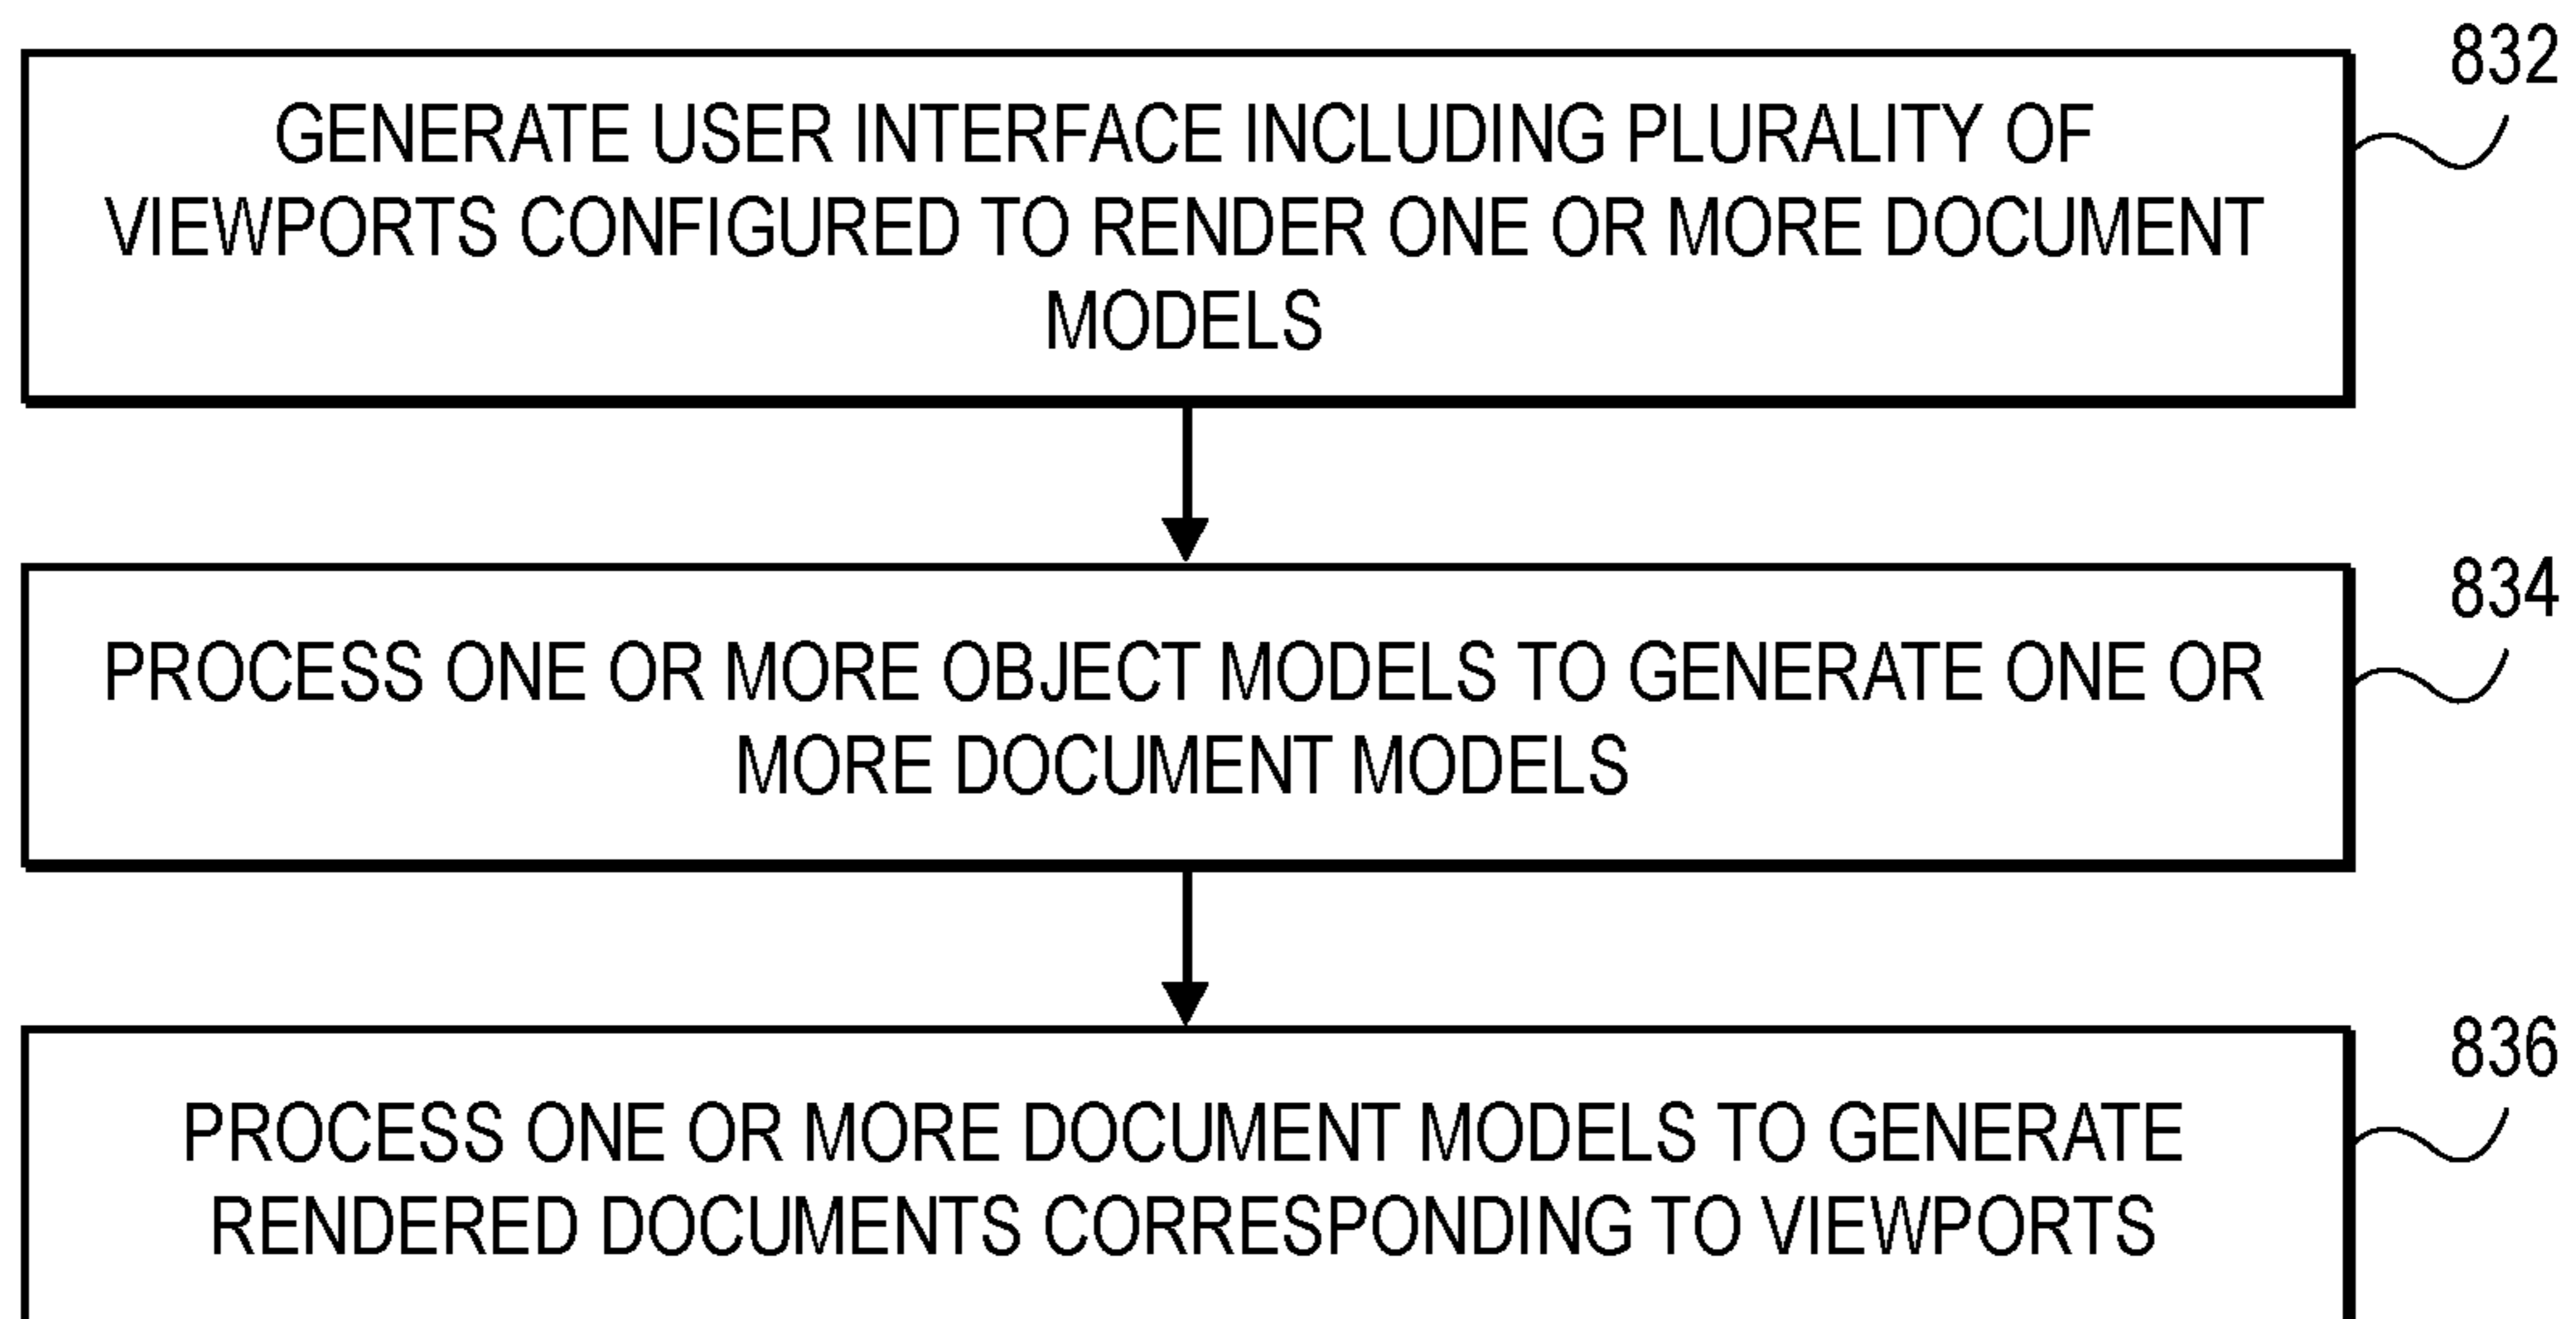 832
GENERATE USER INTERFACE INCLUDING PLURALITY OF
VIEWPORTS CONFIGURED TO RENDER ONE OR MORE DOCUMENT
MODELS
834
PROCESS ONE OR MORE OBJECT MODELS TO GENERATE ONE OR
MORE DOCUMENT MODELS
836
PROCESS ONE OR MORE DOCUMENT MODELS TO GENERATE
RENDERED DOCUMENTS CORRESPONDING TO VIEWPORTS